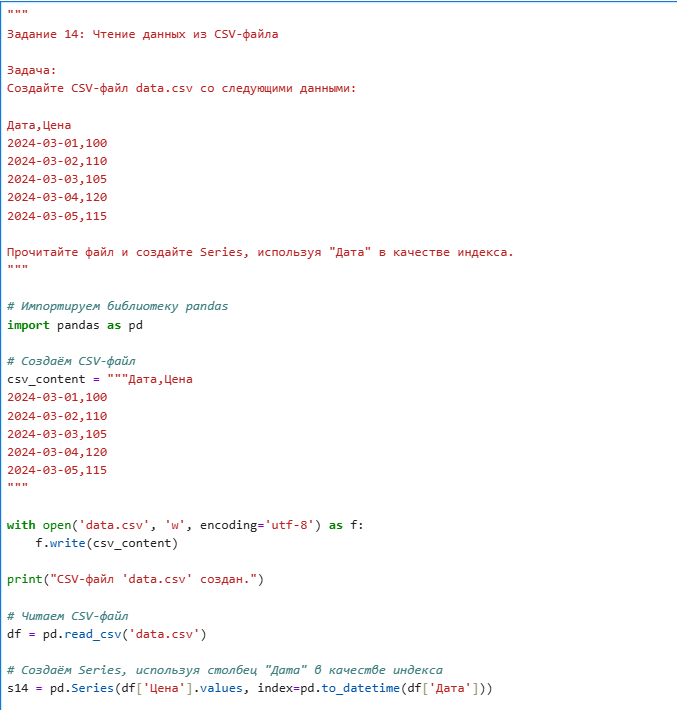 """
Задание 14: Чтение данных из CSV-файла
Задача:
Создайте CSV-файл data.csv со следующими данными:
Дата,Цена
2024-03-01,100
2024-03-02,110
2024-03-03,105
2024-03-04,120
2024-03-05,115
Прочитайте файл и создайте Series, используя "Дата" в качестве индекса.
"""
# Импортируем библиотеку pandas
import pandas as pd
# Создаём CSV-файл
csv_content = """Дата,Цена
2024-03-01,100
2024-03-02,110
2024-03-03,105
2024-03-04,120
2024-03-05,115
"""
with open('data.csv', 'w', encoding='utf-8') as f:
    f.write(csv_content)
print("CSV-файл 'data.csv' создан.")
# Читаем CSV-файл
df = pd.read_csv('data.csv')
# Создаём Series, используя столбец "Дата" в качестве индекса
s14 = pd.Series(df['Цена'].values, index=pd.to_datetime(df['Дата']))